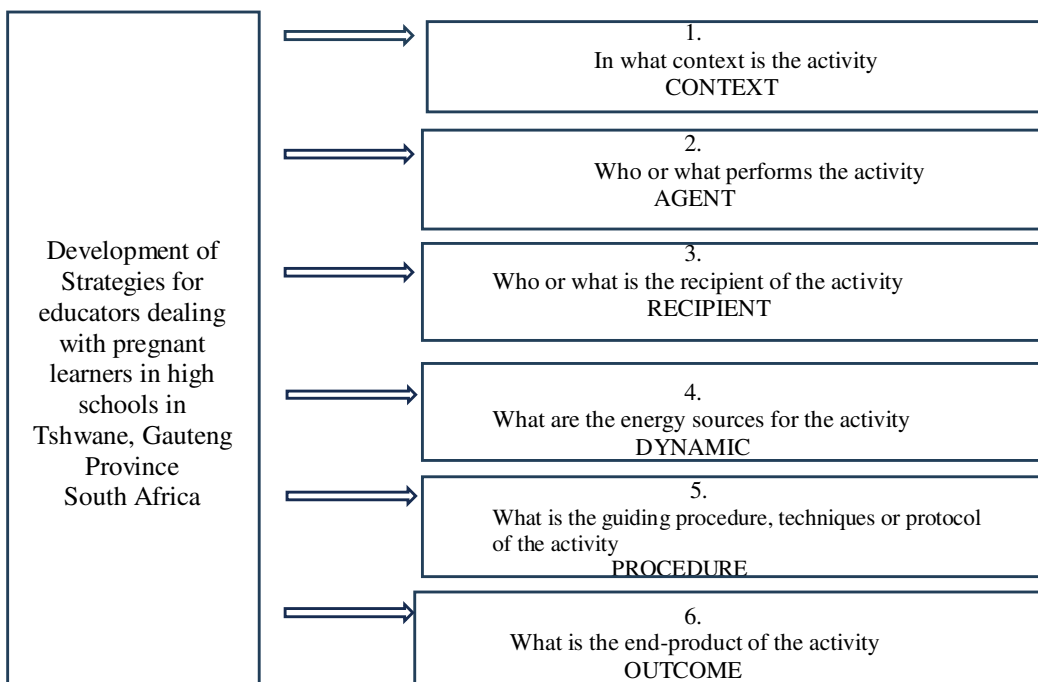 Development of
Strategies for
educators dealing
with pregnant
learners in high
schools in
Tshwane, Gauteng
Province
South Africa
1.
In what context is the activity
CONTEXT
2.
Who or what performs the activity
AGENT
3.
Who or what is the recipient of the activity
RECIPIENT
4.
What are the energy sources for the activity
DYNAMIC
5.
What is the guiding procedure, techniques or protocol
of the activity
PROCEDURE
6.
What is the end-product of the activity
OUTCOME